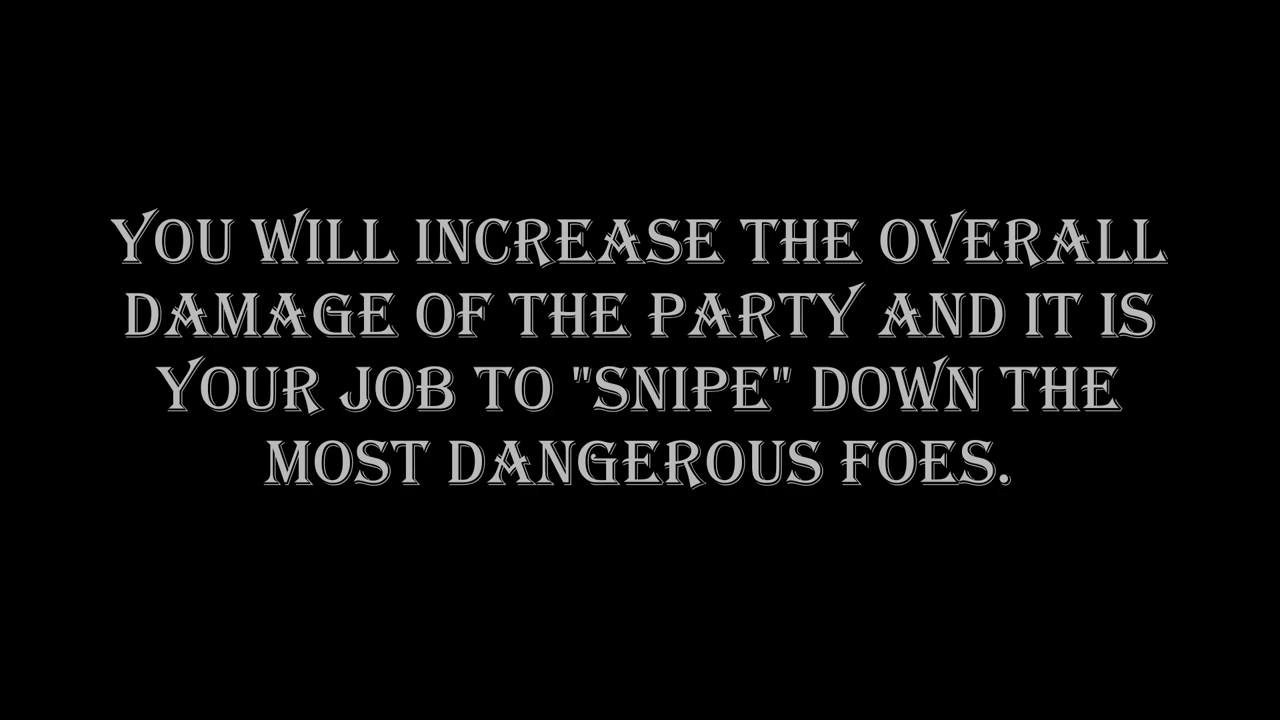 YOU WILL INCREASE THE OVERALL
DAMAGE OF THE PARTY AND IT IS
YOUR JOB TO "SNIPE" DOWN THE
MOST DANGEROUS FOES.